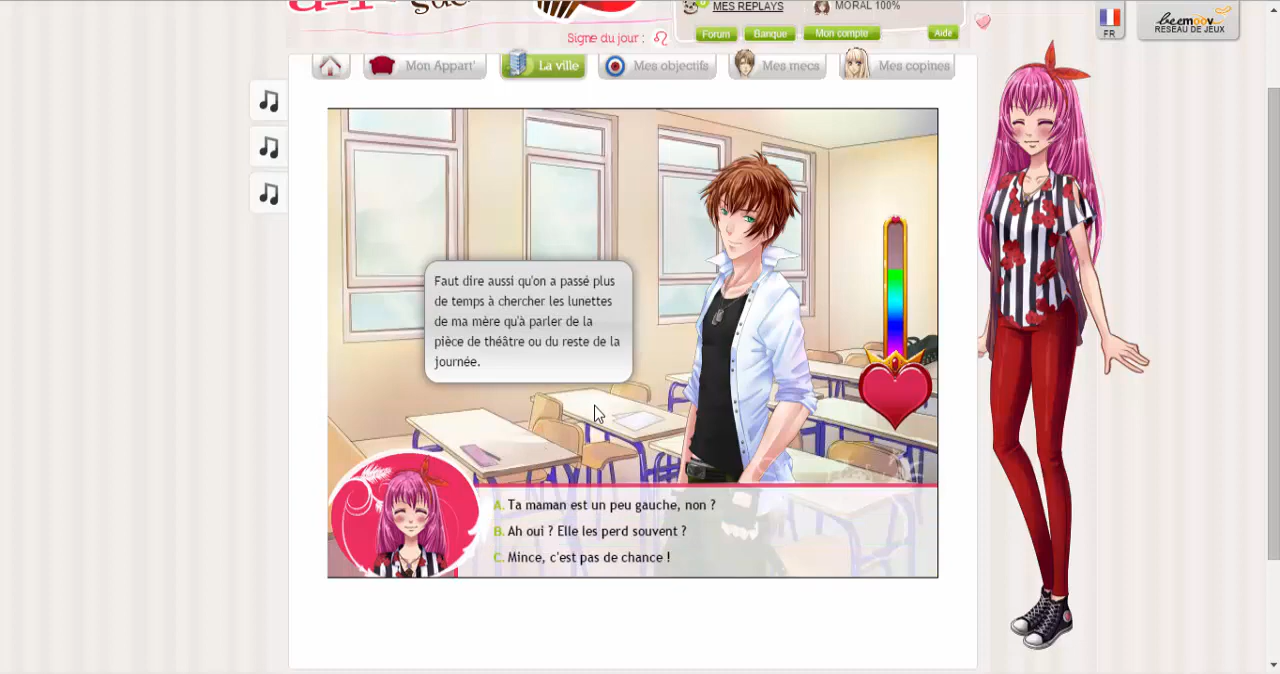 MES REPLAYS
MORAL 100%
Signe du jour :
Forum
Banque
Mon compte
Aide
FR
beemoov
RESEAU DE JEUX
Mon Appart'
La ville
Mes objectifs
Mes mecs
Mes copines
Faut dire aussi qu'on a passé plus
de temps à chercher les lunettes
de ma mère qu'à parler de la
pièce de théâtre ou du reste de la
journée.
A. Ta maman est un peu gauche, non ?
B. Ah oui ? Elle les perd souvent ?
C. Mince, c'est pas de chance !